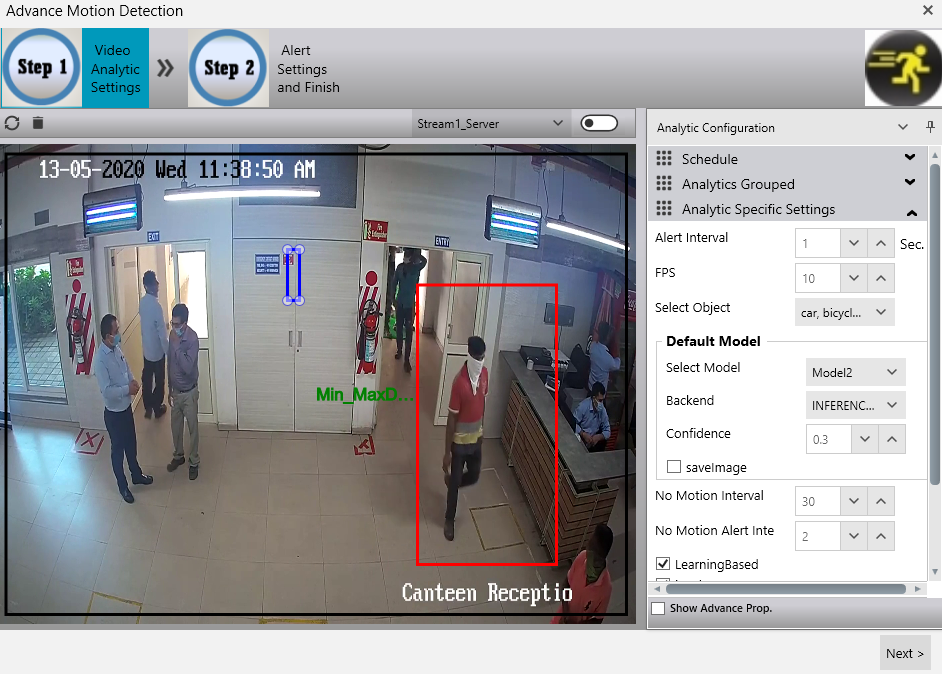 Advance Motion Detection
Step 1
Video
Analytic
Settings
Step 2
Alert
Settings
and Finish
Stream1_Server
Analytic Configuration
13-05-2020 Wed 11:38:50 AM
EXIT
ENTRY
Min_MaxD...
Canteen Receptio
Schedule
Analytics Grouped
Analytic Specific Settings
Alert Interval
1
Sec.
FPS
10
Select Object
car, bicycl...
Default Model
Select Model
Model2
Backend
INFERENC...
Confidence
0.3
saveImage
No Motion Interval
30
No Motion Alert Inte
2
LearningBased
Show Advance Prop.
Next >